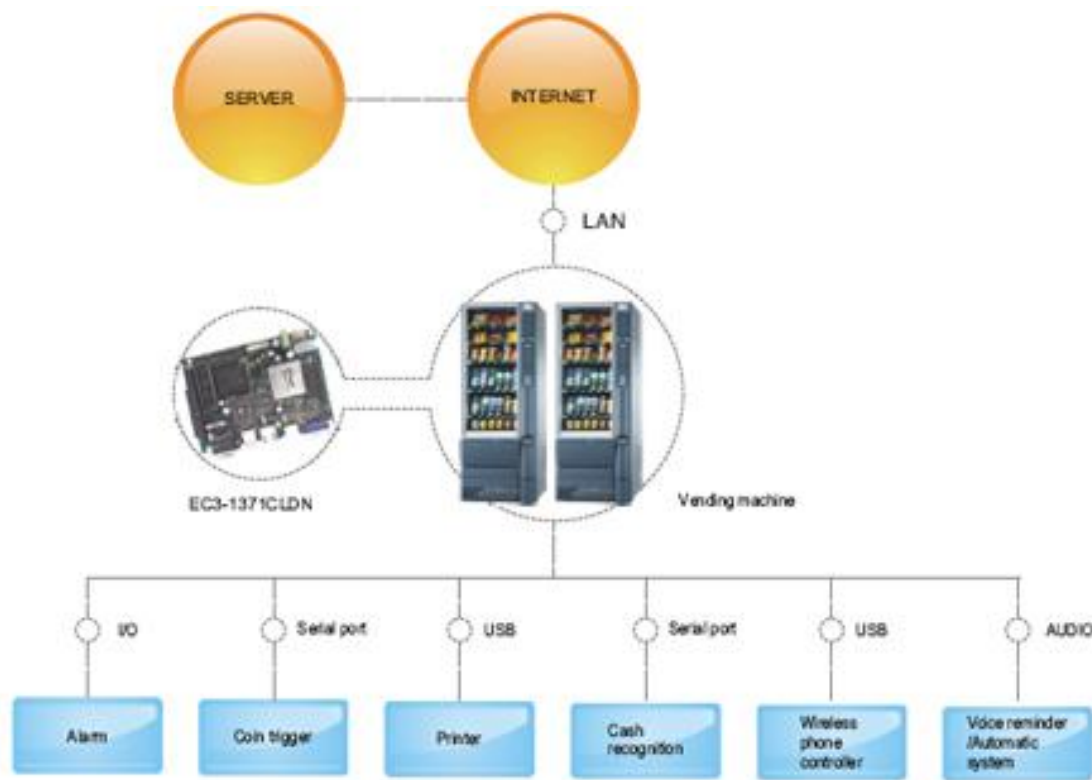 SERVER
INTERNET
LAN
EC3-1371CLDN
Vending machine
I/O
Serial port
USB
Serial port
USB
AUDIO
Alarm
Coin trigger
Printer
Cash
recognition
Wireless
phone
controller
Voice reminder
/Automatic
system